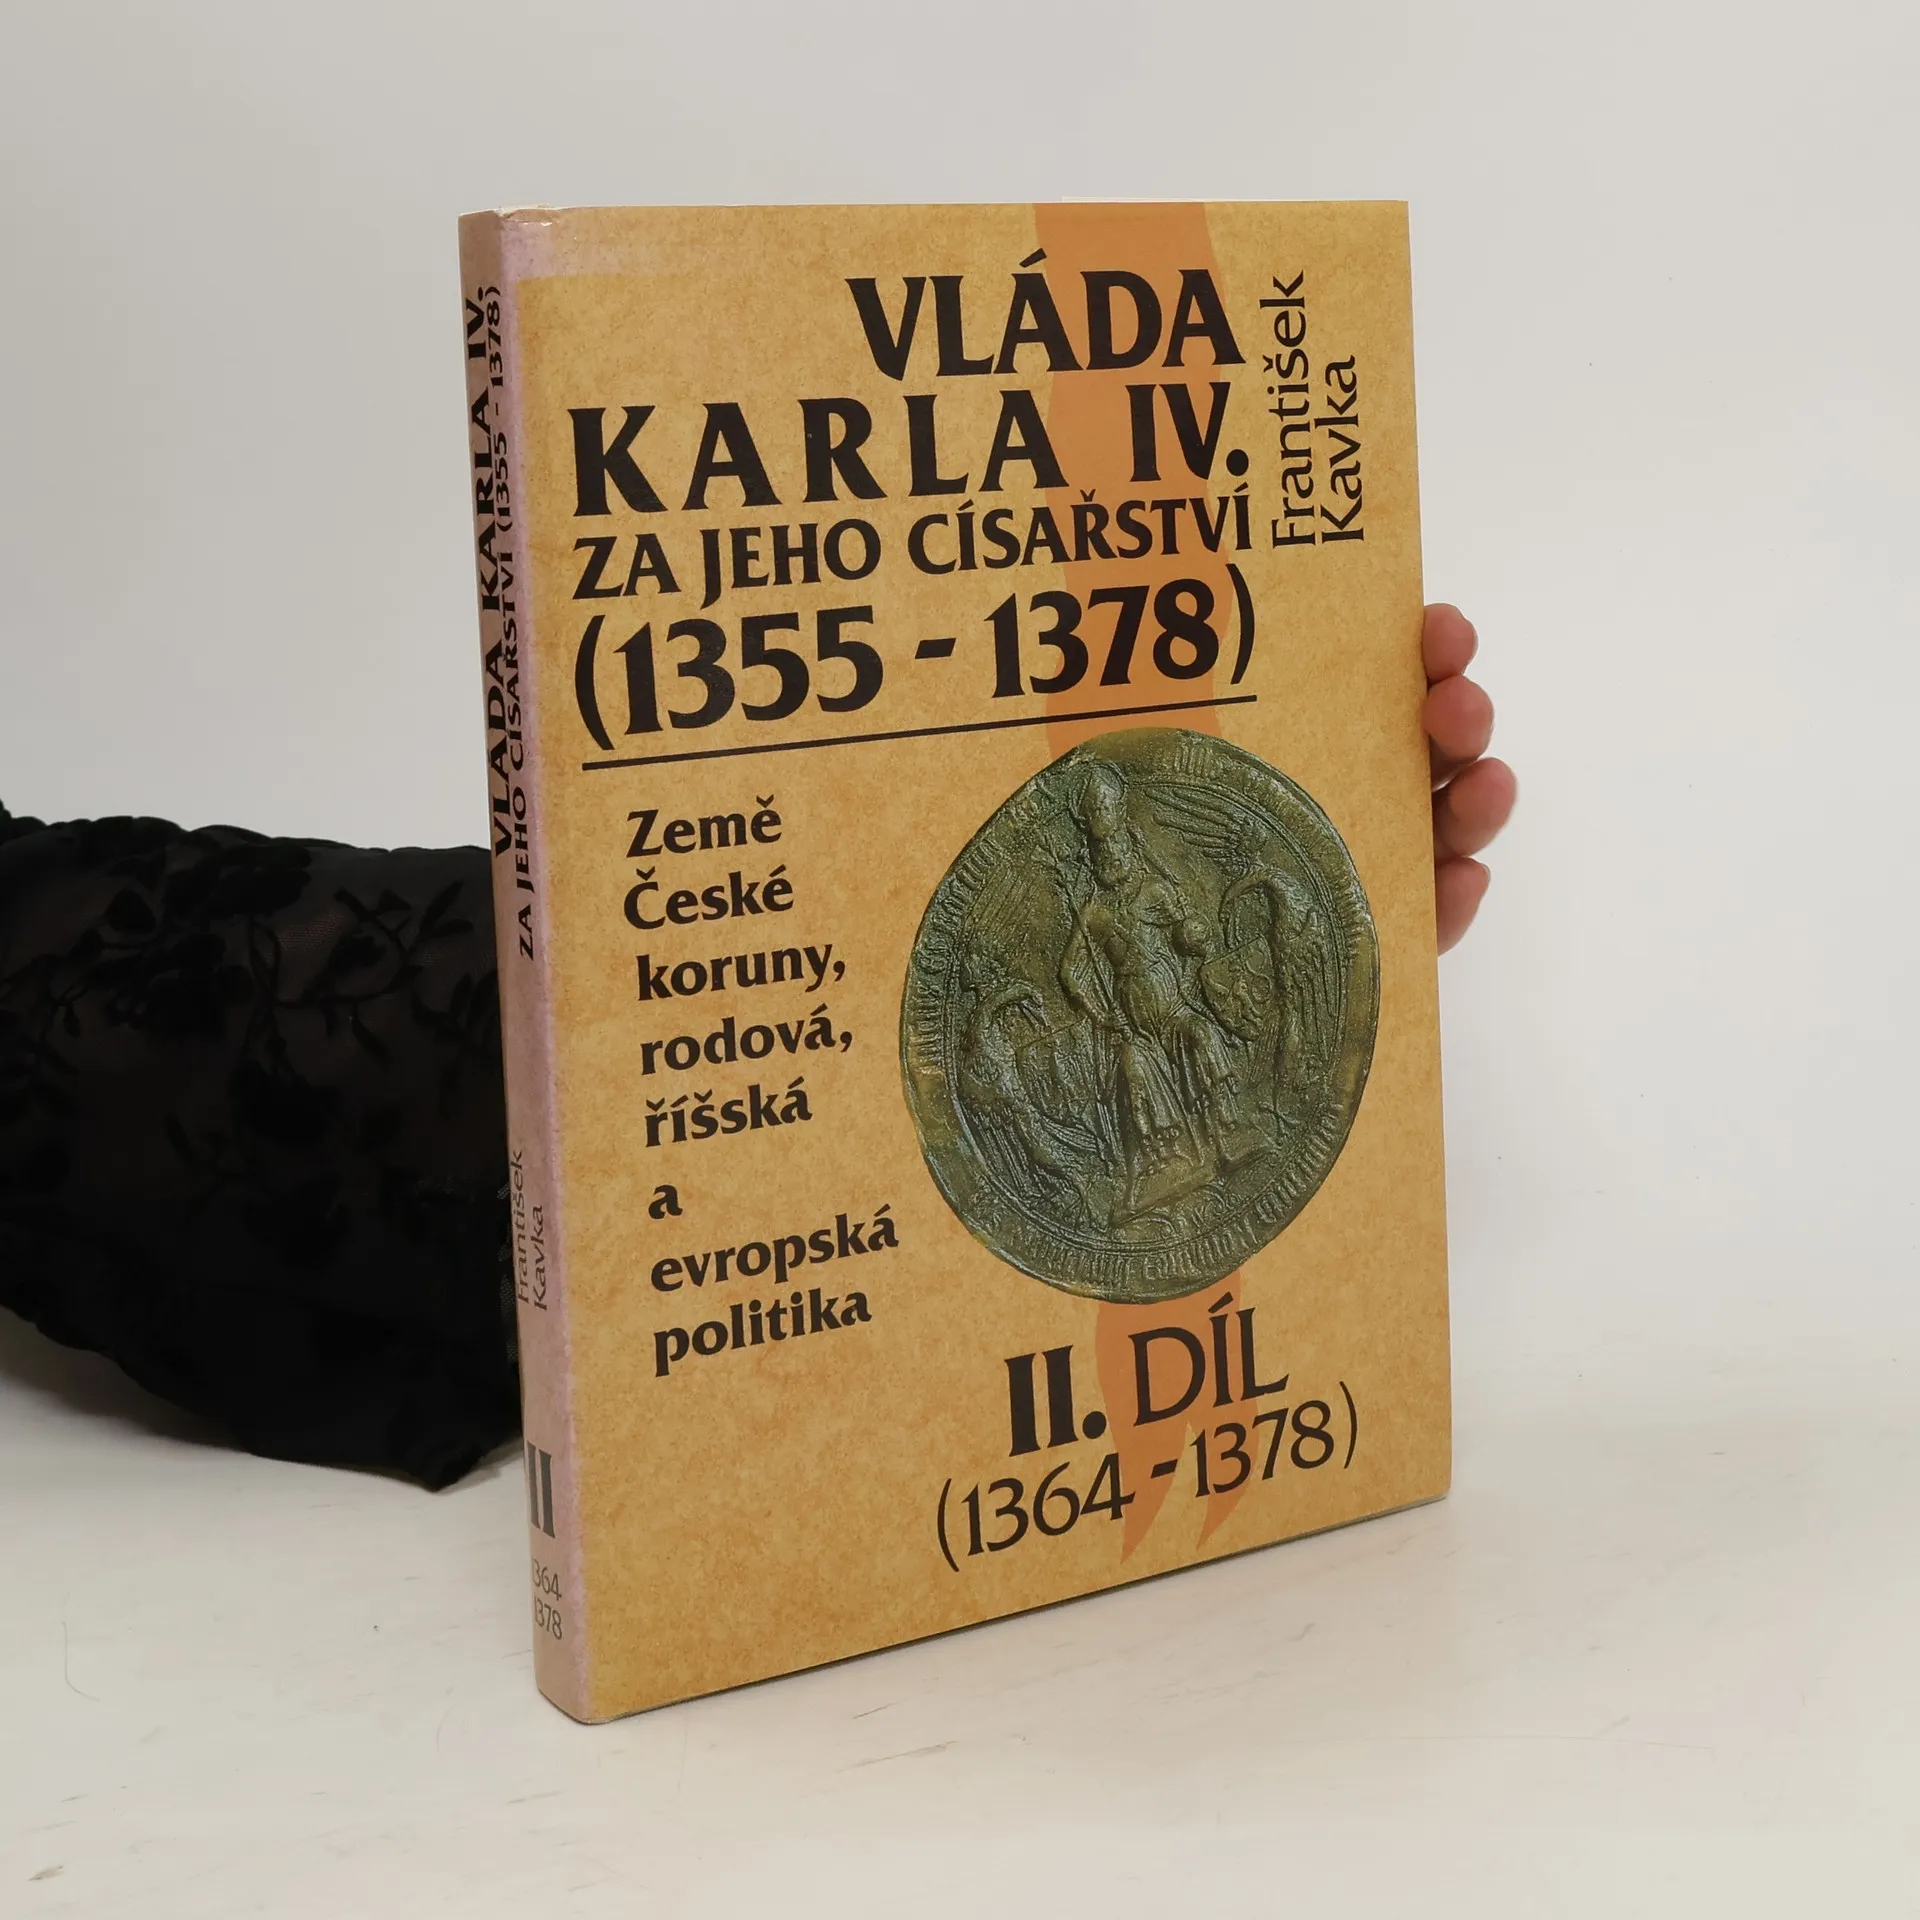 VLÁDA
KARLA IV.
ZA JEHO CÍSAŘSTVÍ
(1355 - 1378)
František
Kavka
Země
České
koruny,
rodová,
říšská
a
evropská
politika
II. DÍL
(1364 - 1378)
VLÁDA KARLA IV.
ZA JEHO CÍSAŘSTVÍ (1355 - 1378)
František
Kavka
II
1364
1378